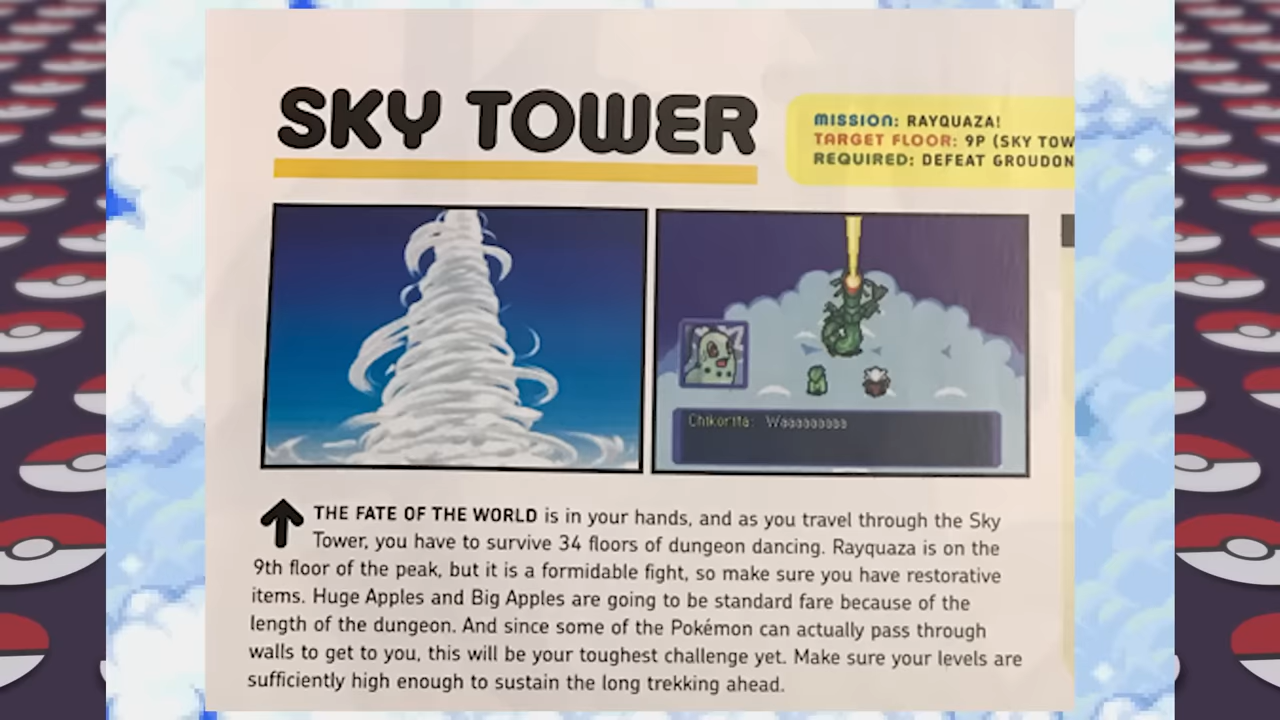 SKY TOWER
MISSION: RAYQUAZA!
TARGET FLOOR: 9P (SKY TOW
REQUIRED: DEFEAT GROUDON
Chikorita: Waaaaaaaaa
THE FATE OF THE WORLD is in your hands, and as you travel through the Sky
Tower, you have to survive 34 floors of dungeon dancing. Rayquaza is on the
9th floor of the peak, but it is a formidable fight, so make sure you have restorative
items. Huge Apples and Big Apples are going to be standard fare because of the
length of the dungeon. And since some of the Pokémon can actually pass through
walls to get to you, this will be your toughest challenge yet. Make sure your levels are
sufficiently high enough to sustain the long trekking ahead.